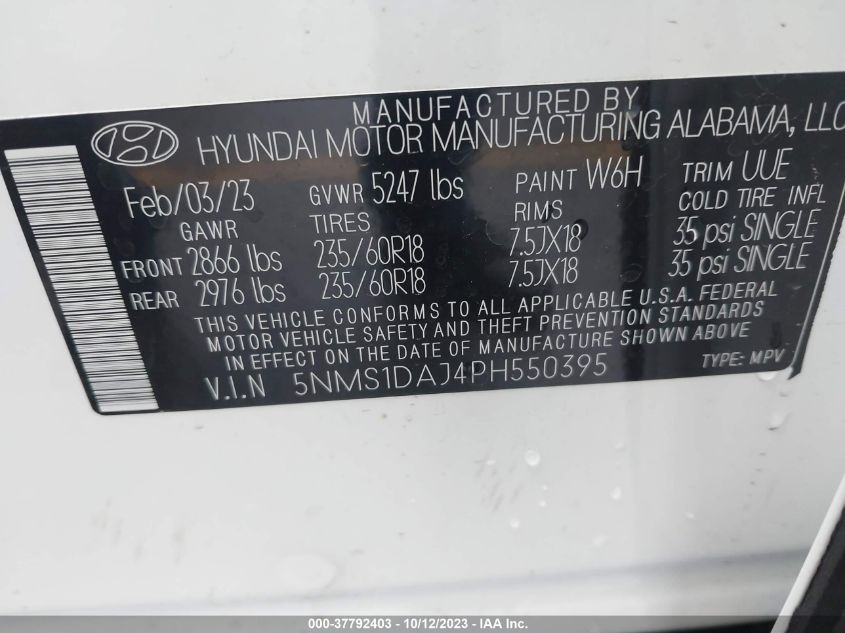 MANUFACTURED BY
HYUNDAI MOTOR MANUFACTURING ALABAMA, LLC
Feb/03/23 GVWR 5247 lbs PAINT W6H TRIM UUE
GAWR TIRES RIMS COLD TIRE INFL
FRONT 2866 lbs 235/60R18 7.5JX18 35 psi SINGLE
REAR 2976 lbs 235/60R18 7.5JX18 35 psi SINGLE
THIS VEHICLE CONFORMS TO ALL APPLICABLE U.S.A. FEDERAL
MOTOR VEHICLE SAFETY AND THEFT PREVENTION STANDARDS
IN EFFECT ON THE DATE OF MANUFACTURE SHOWN ABOVE
V.I.N 5NMS1DAJ4PH550395 TYPE: MPV
000-37792403 - 10/12/2023 - IAA Inc.